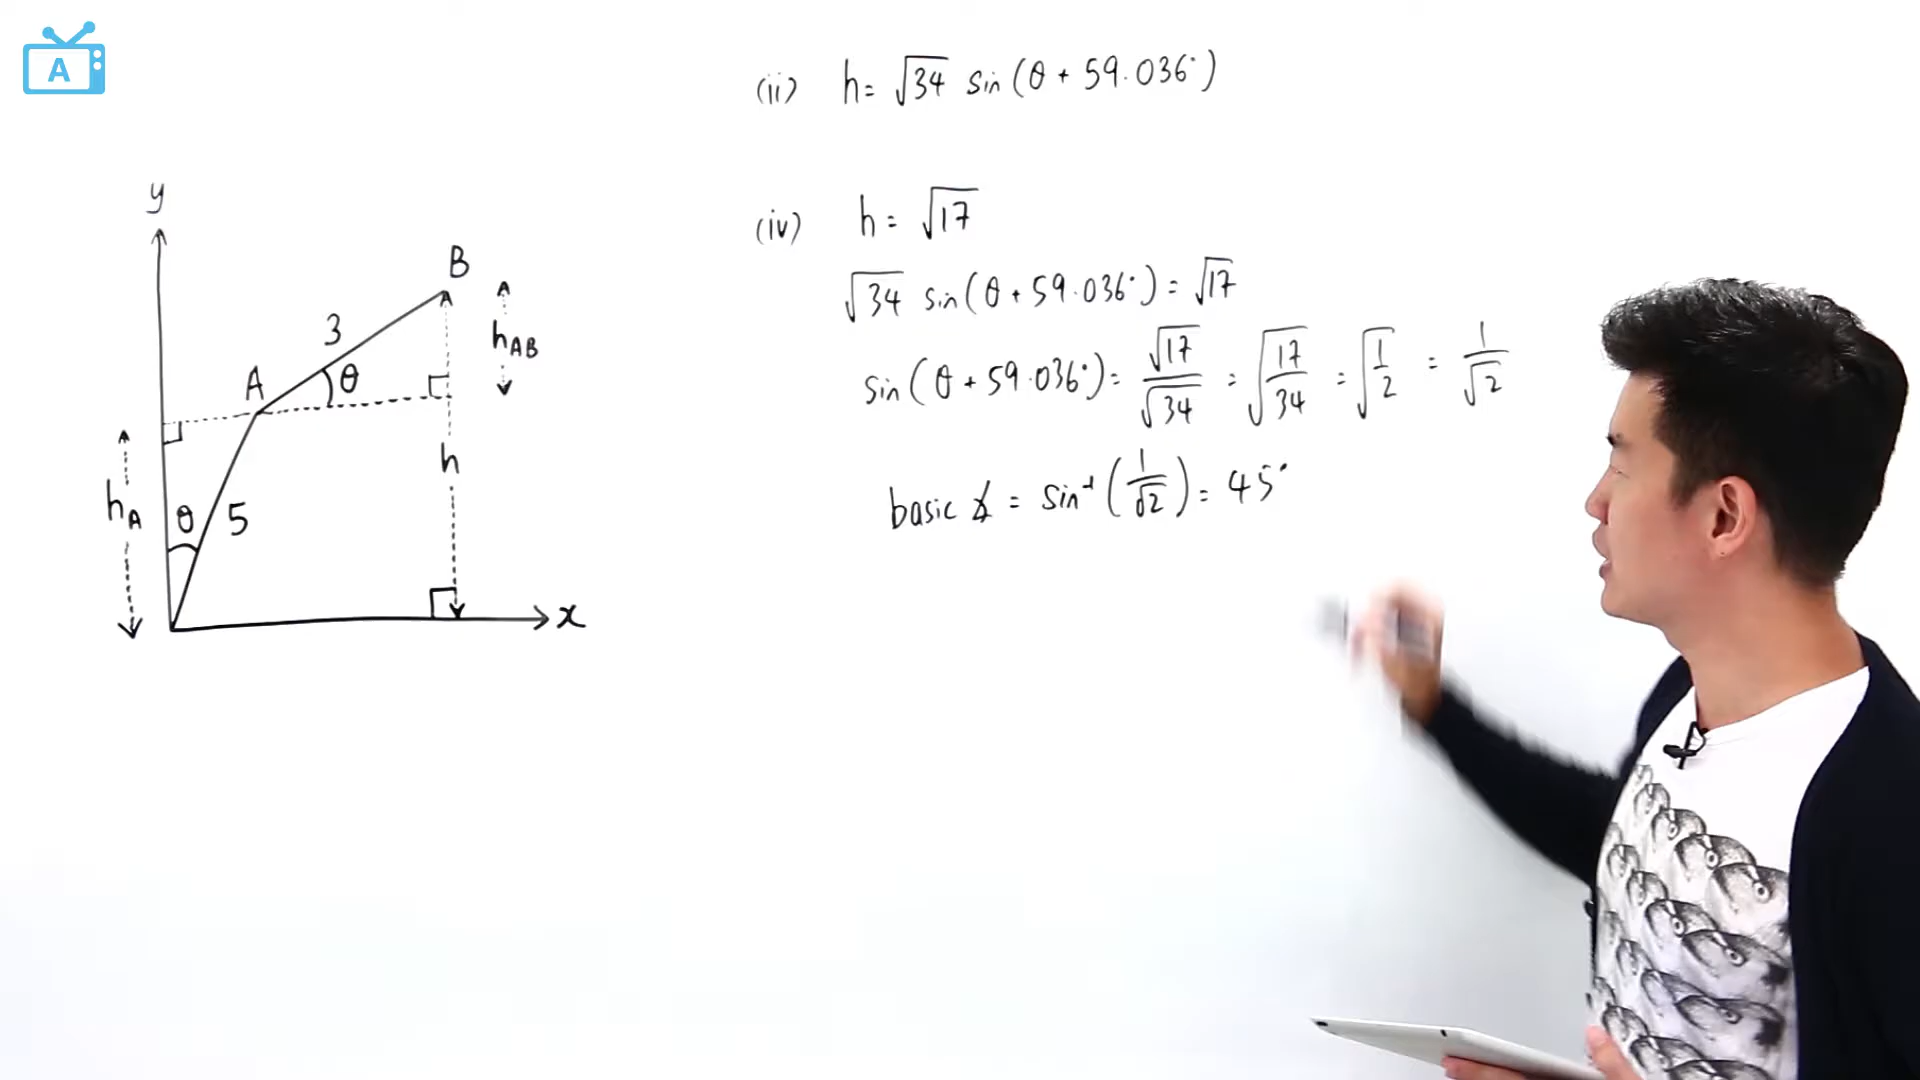 A
(ii) h = √34 sin(θ + 59.036°)
y
(iv) h = √17
B
√34 sin(θ + 59.036°) = √17
h_AB
3
sin(θ + 59.036°) = √17/√34 = √(17/34) = √(1/2) = 1/√2
A
θ
h
basic ∡ = sin⁻¹(1/√2) = 45°
h_A
θ
5
x